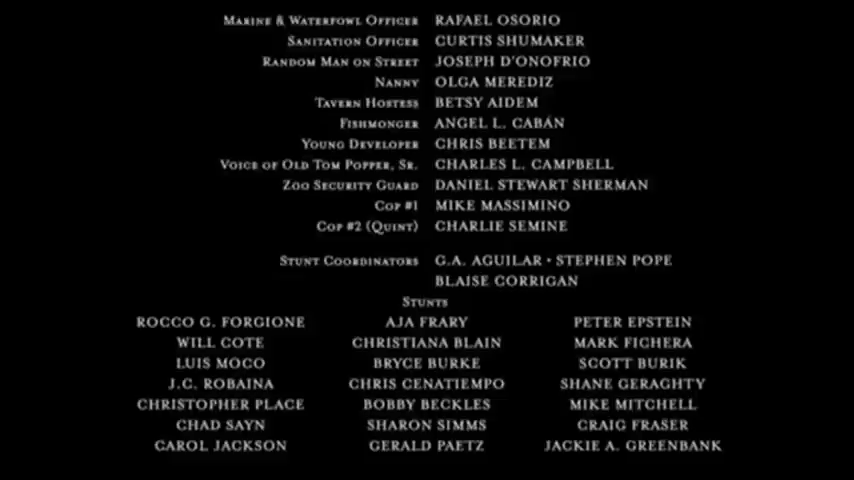 Marine & Waterfowl Officer RAFAEL OSORIO
Sanitation Officer CURTIS SHUMAKER
Random Man on Street JOSEPH D'ONOFRIO
Nanny OLGA MEREDIZ
Tavern Hostess BETSY AIDEM
Fishmonger ANGEL L. CABÁN
Young Developer CHRIS BEETEM
Voice of Old Tom Popper, Sr. CHARLES L. CAMPBELL
Zoo Security Guard DANIEL STEWART SHERMAN
Cop #1 MIKE MASSIMINO
Cop #2 (Quint) CHARLIE SEMINE
Stunt Coordinators G.A. AGUILAR • STEPHEN POPE
BLAISE CORRIGAN
Stunts
ROCCO G. FORGIONE AJA FRARY PETER EPSTEIN
WILL COTE CHRISTIANA BLAIN MARK FICHERA
LUIS MOCO BRYCE BURKE SCOTT BURIK
J.C. ROBAINA CHRIS CENATIEMPO SHANE GERAGHTY
CHRISTOPHER PLACE BOBBY BECKLES MIKE MITCHELL
CHAD SAYN SHARON SIMMS CRAIG FRASER
CAROL JACKSON GERALD PAETZ JACKIE A. GREENBANK